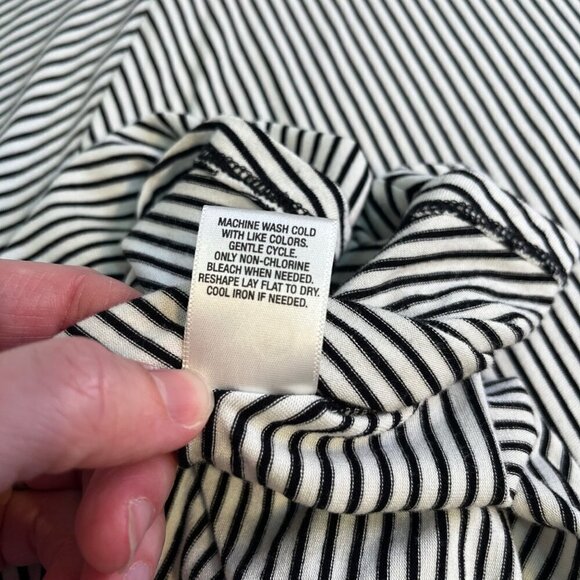 MACHINE WASH COLD
WITH LIKE COLORS.
GENTLE CYCLE.
ONLY NON-CHLORINE
BLEACH WHEN NEEDED.
RESHAPE LAY FLAT TO DRY.
COOL IRON IF NEEDED.